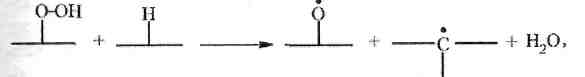 O-OH + H → Ȯ + Ċ + H₂O,